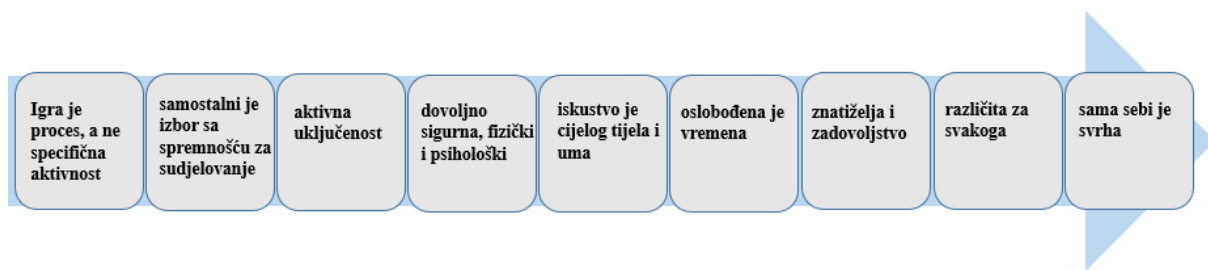 Igra je
proces, a ne
specifična
aktivnost
samostalni je
izbor sa
spremnošću za
sudjelovanje
aktivna
uključenost
dovoljno
sigurna, fizički
i psihološki
iskustvo je
cijelog tijela i
uma
oslobođena je
vremena
znatiželja i
zadovoljstvo
različita za
svakoga
sama sebi je
svrha